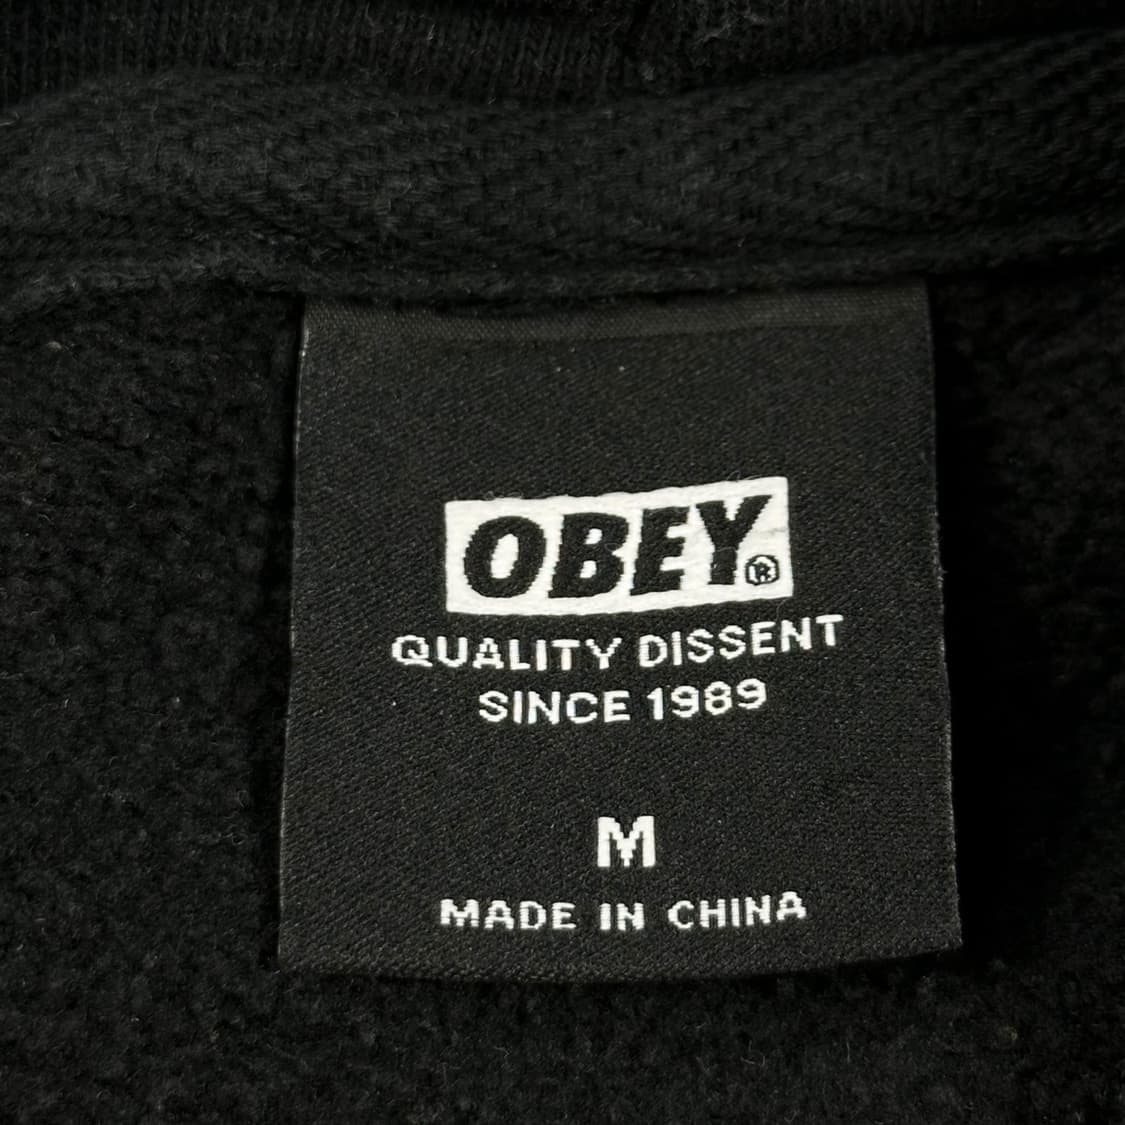 OBEY®
QUALITY DISSENT
SINCE 1989
M
MADE IN CHINA